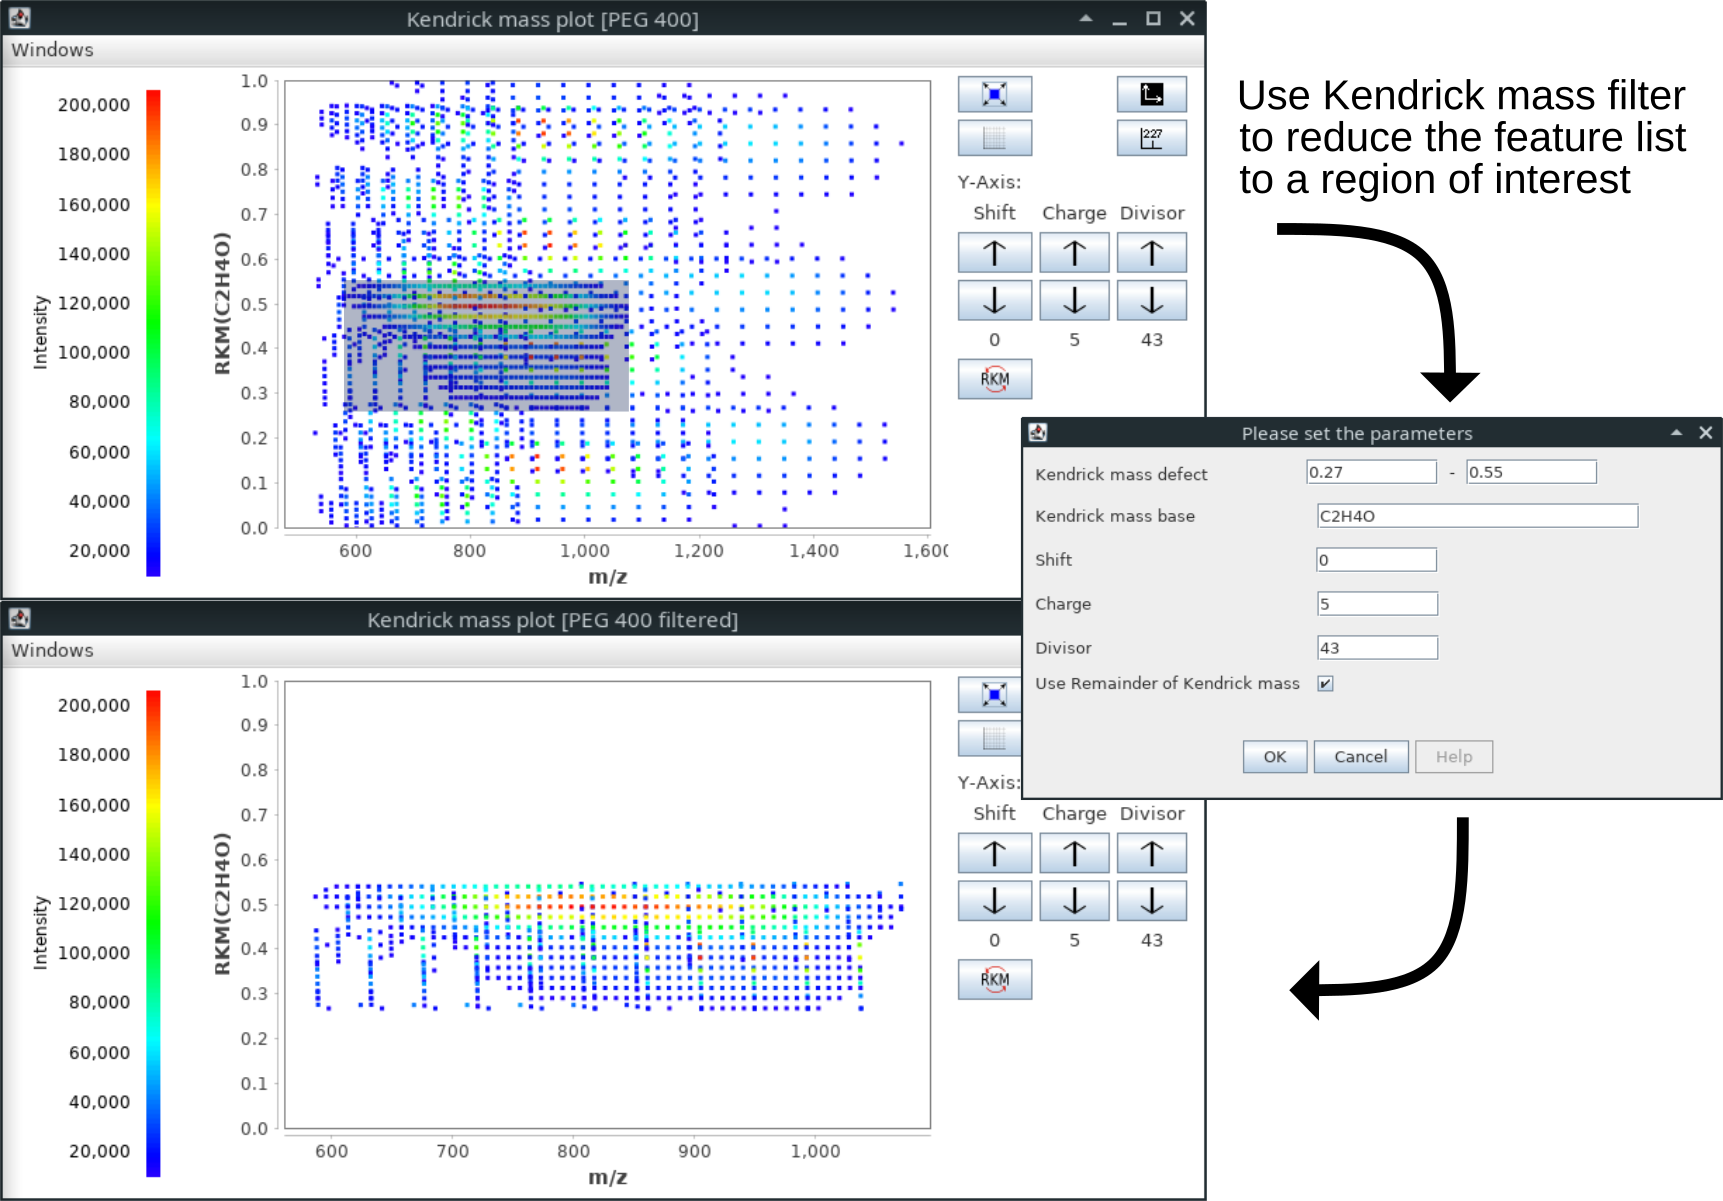 Kendrick mass plot [PEG 400]
Windows
200,000
180,000
160,000
140,000
120,000
100,000
80,000
60,000
40,000
20,000
Intensity
1.0
0.9
0.8
0.7
0.6
0.5
0.4
0.3
0.2
0.1
0.0
RKM(C2H4O)
600 800 1,000 1,200 1,400 1,600
m/z
227
Y-Axis:
Shift Charge Divisor
0 5 43
RKM
Use Kendrick mass filter
to reduce the feature list
to a region of interest
Please set the parameters
Kendrick mass defect 0.27 - 0.55
Kendrick mass base C2H4O
Shift 0
Charge 5
Divisor 43
Use Remainder of Kendrick mass
OK Cancel Help
Kendrick mass plot [PEG 400 filtered]
Windows
200,000
180,000
160,000
140,000
120,000
100,000
80,000
60,000
40,000
20,000
Intensity
1.0
0.9
0.8
0.7
0.6
0.5
0.4
0.3
0.2
0.1
0.0
RKM(C2H4O)
600 700 800 900 1,000
m/z
Y-Axis:
Shift Charge Divisor
0 5 43
RKM